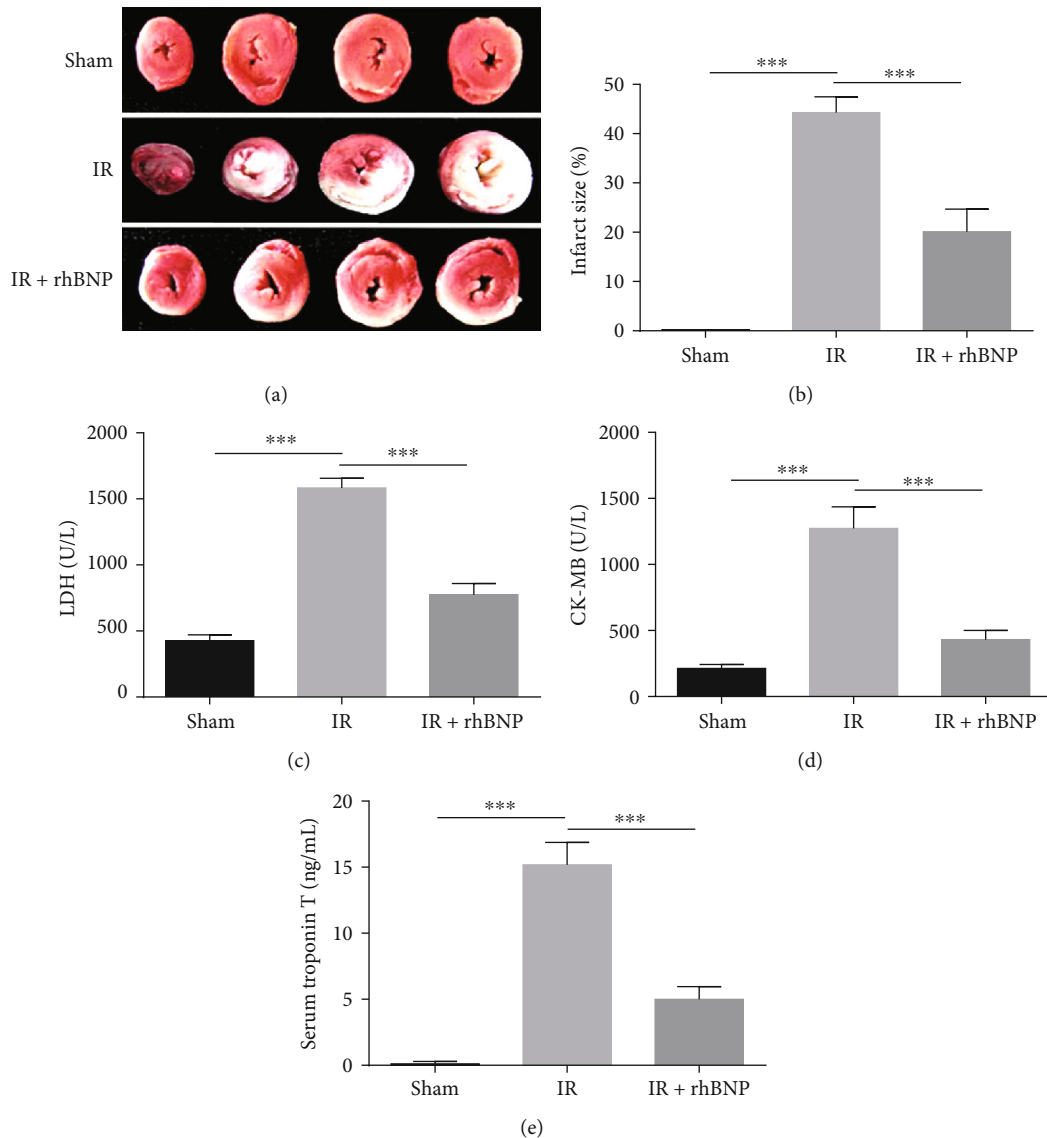 Sham
IR
IR + rhBNP
(a)
Infarct size (%)
50
40
30
20
10
0
***
***
Sham IR IR + rhBNP
(b)
LDH (U/L)
2000
1500
1000
500
0
***
***
Sham IR IR + rhBNP
(c)
CK-MB (U/L)
2000
1500
1000
500
0
***
***
Sham IR IR + rhBNP
(d)
Serum troponin T (ng/mL)
20
15
10
5
0
***
***
Sham IR IR + rhBNP
(e)